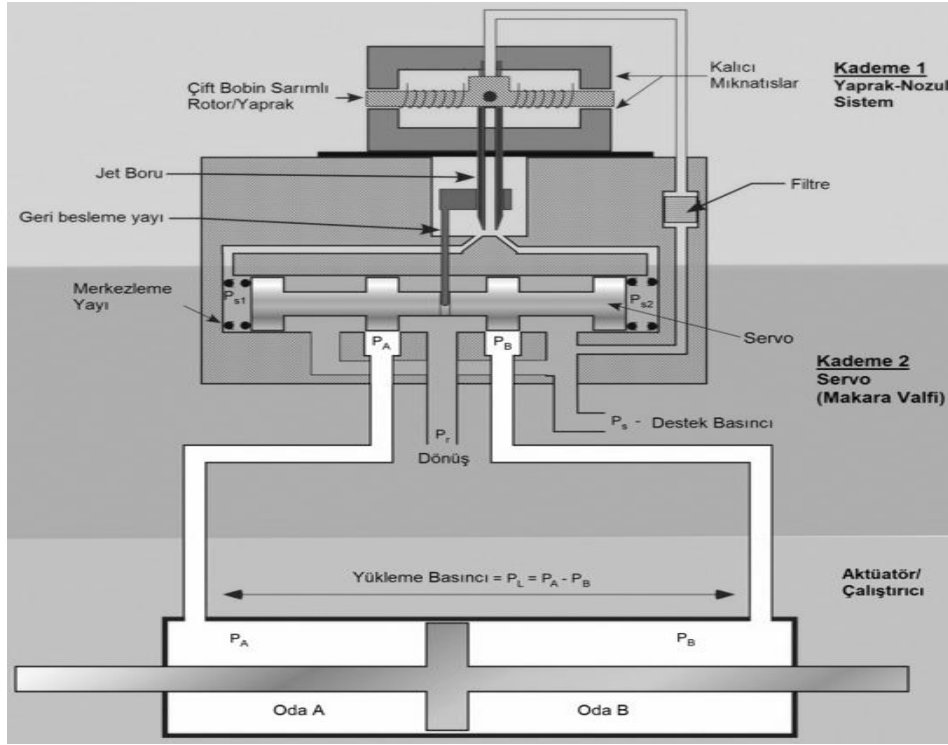 Çift Bobin Sarımlı
Rotor/Yaprak
Kalıcı
Mıknatıslar
Kademe 1
Yaprak-Nozul
Sistem
Jet Boru
Filtre
Geri besleme yayı
Merkezleme
Yayı
Ps1
Ps2
Servo
PA
PB
Kademe 2
Servo
(Makara Valfi)
Ps - Destek Basıncı
Pr
Dönüş
Yükleme Basıncı = PL = PA - PB
Aktüatör/
Çalıştırıcı
PA
PB
Oda A
Oda B